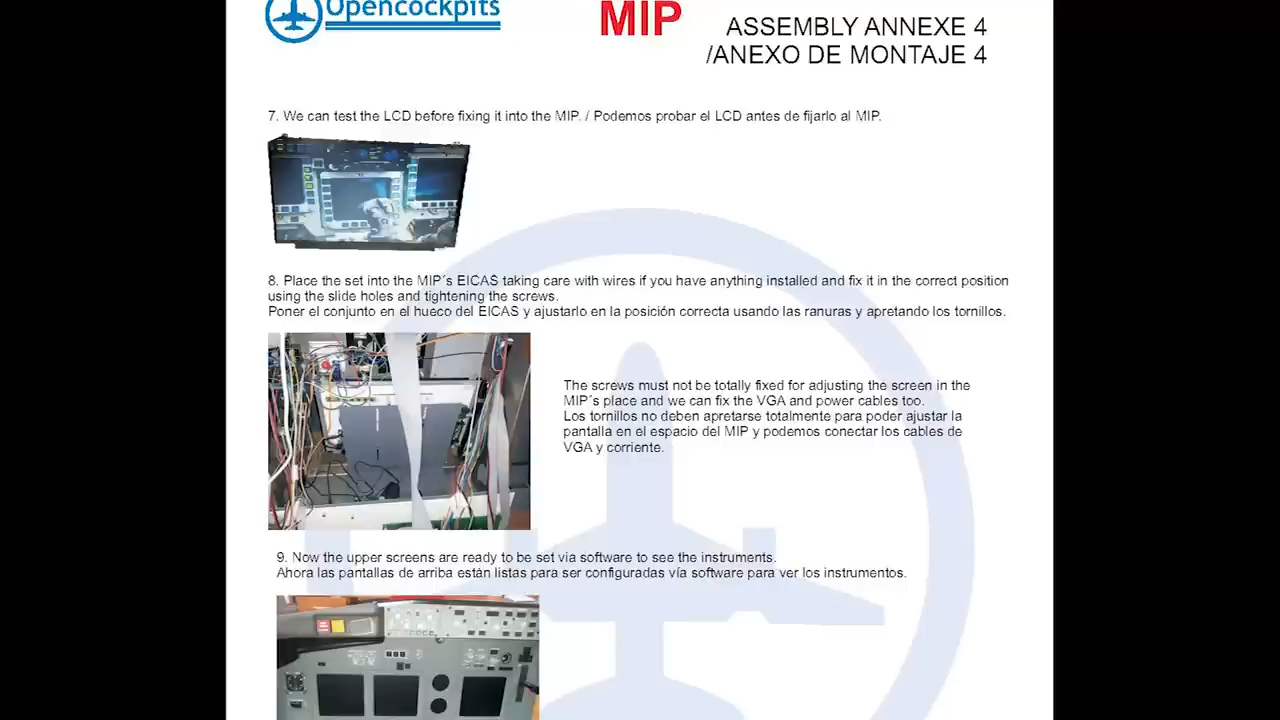 Opencockpits
MIP
ASSEMBLY ANNEXE 4
/ANEXO DE MONTAJE 4
7. We can test the LCD before fixing it into the MIP. / Podemos probar el LCD antes de fijarlo al MIP.
8. Place the set into the MIP´s EICAS taking care with wires if you have anything installed and fix it in the correct position
using the slide holes and tightening the screws.
Poner el conjunto en el hueco del EICAS y ajustarlo en la posición correcta usando las ranuras y apretando los tornillos.
The screws must not be totally fixed for adjusting the screen in the
MIP´s place and we can fix the VGA and power cables too.
Los tornillos no deben apretarse totalmente para poder ajustar la
pantalla en el espacio del MIP y podemos conectar los cables de
VGA y corriente.
9. Now the upper screens are ready to be set via software to see the instruments.
Ahora las pantallas de arriba están listas para ser configuradas vía software para ver los instrumentos.